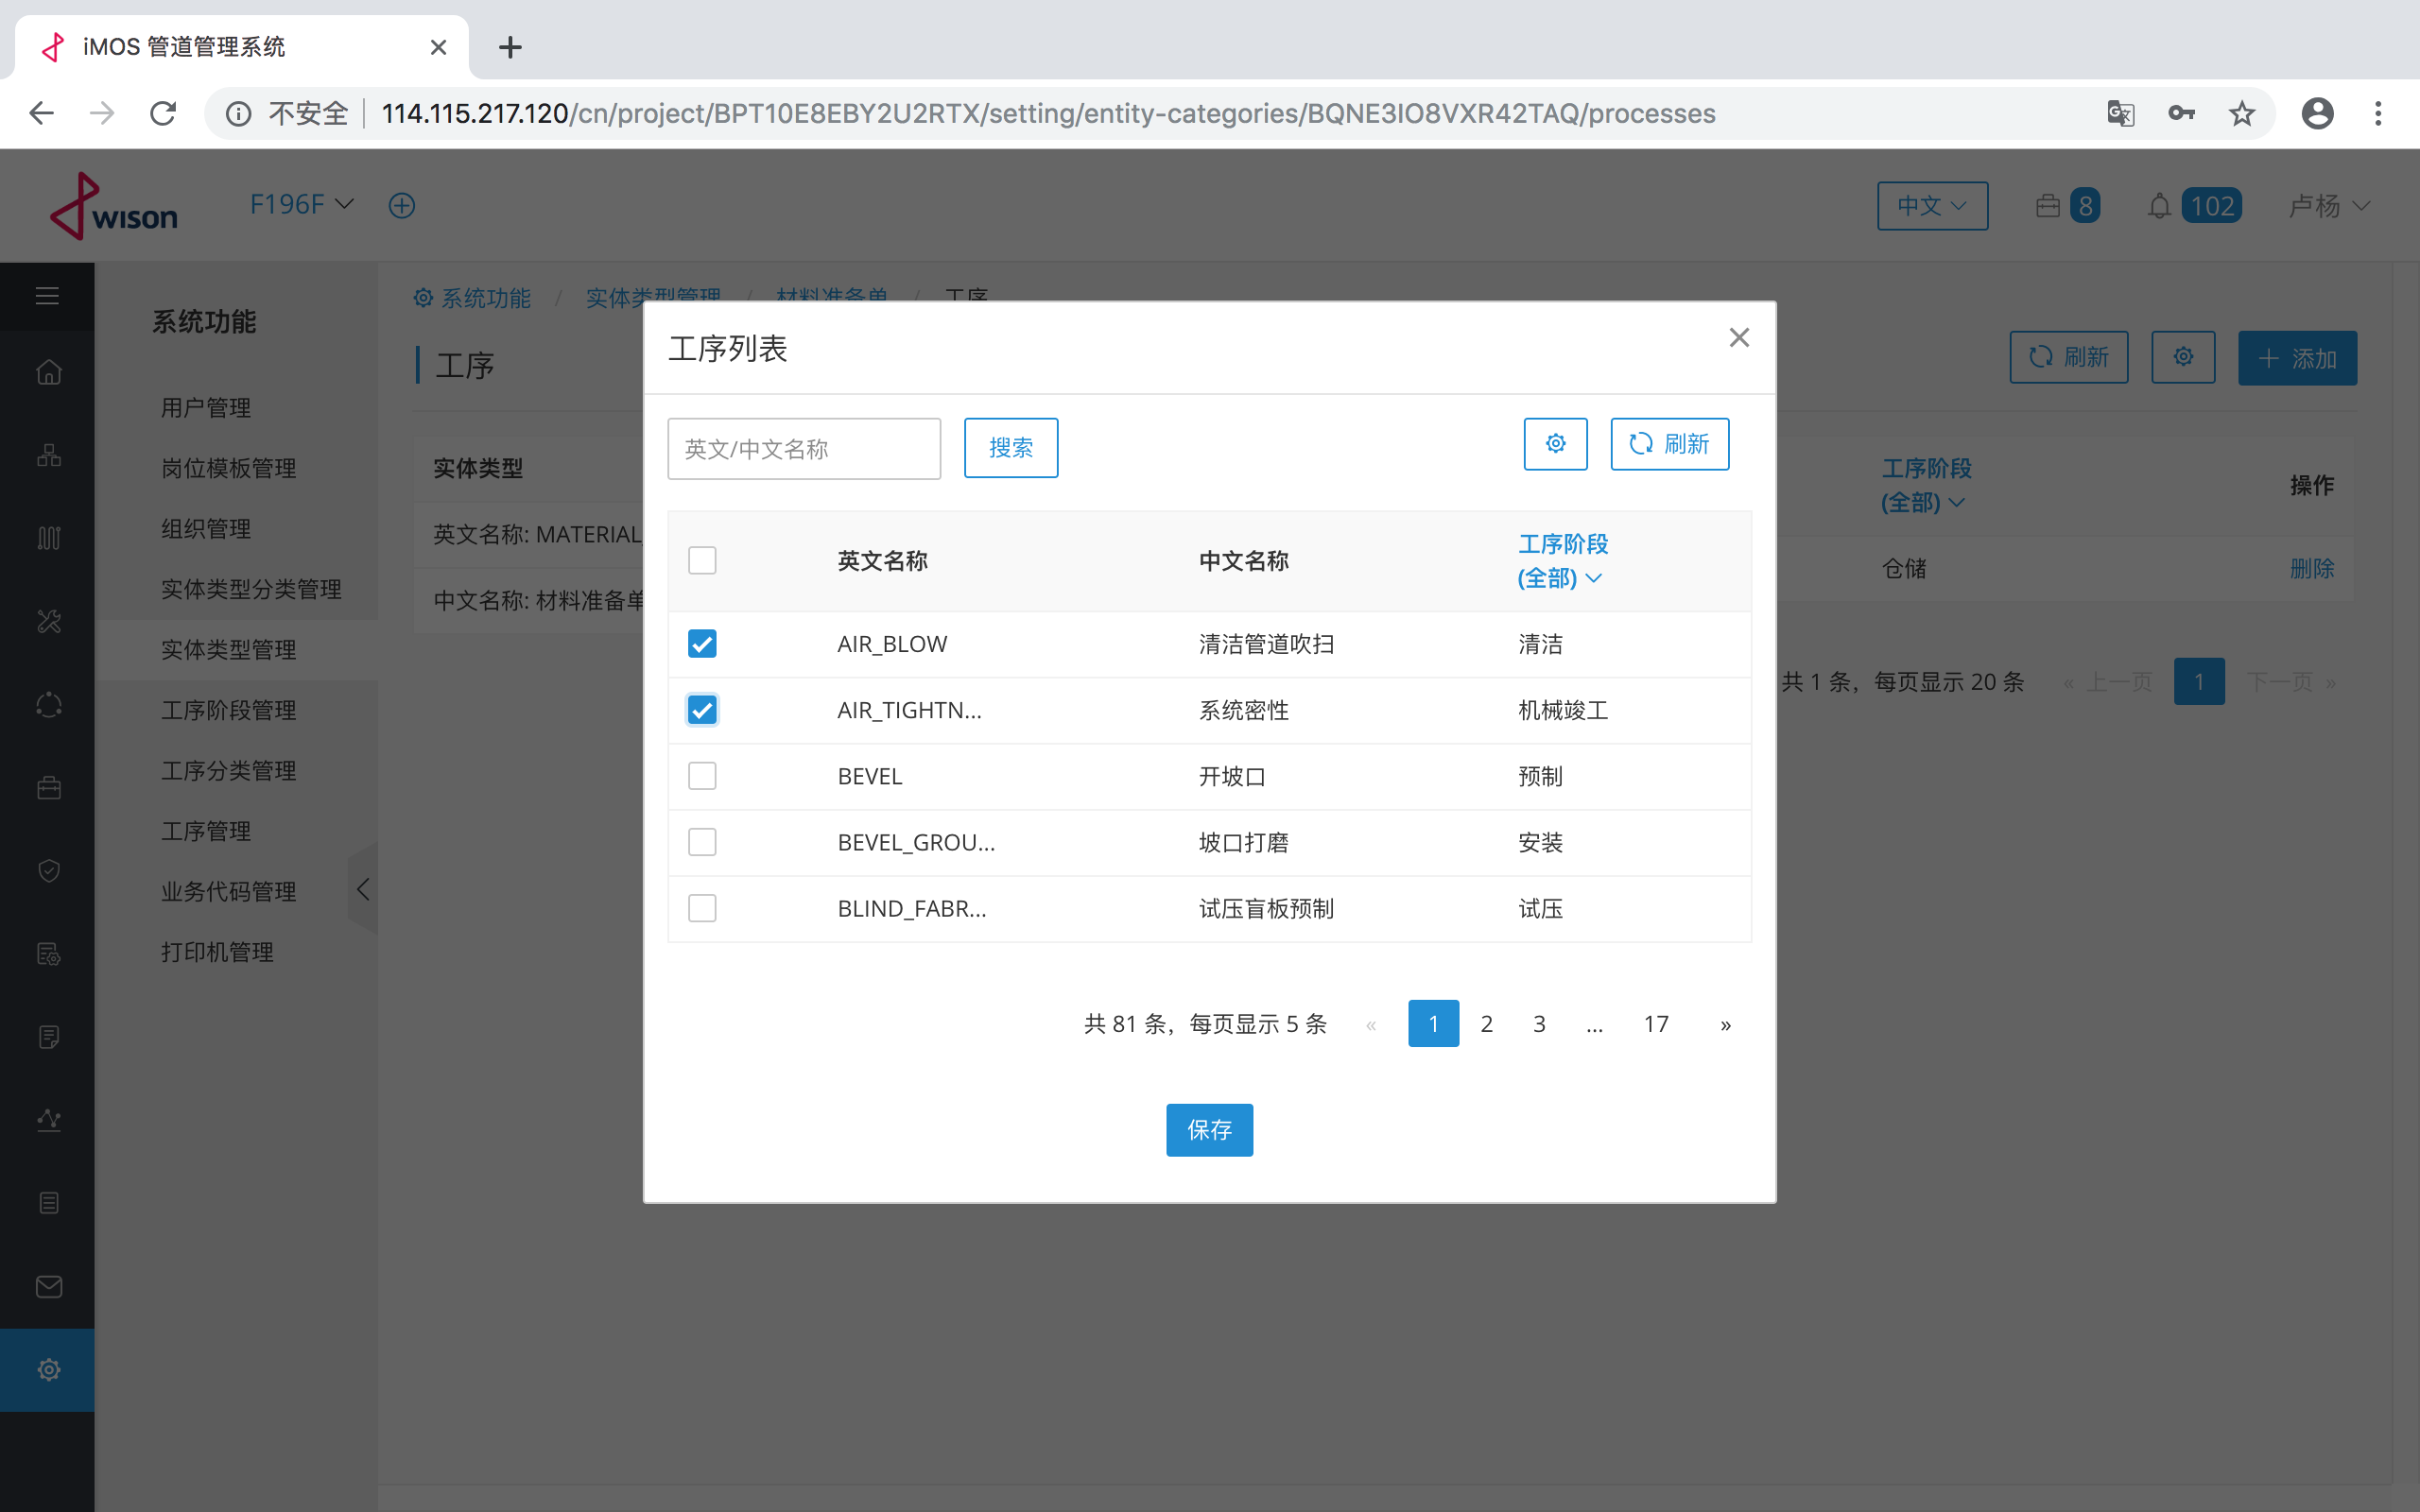 iMOS 管道管理系统
不安全 114.115.217.120/cn/project/BPT10E8EBY2U2RTX/setting/entity-categories/BQNE3IO8VXR42TAQ/processes
wison F196F 中文 8 102 卢杨
系统功能
用户管理
岗位模板管理
组织管理
实体类型分类管理
实体类型管理
工序阶段管理
工序分类管理
工序管理
业务代码管理
打印机管理
系统功能 / 实体类型管理 / 材料准备单 / 工序
工序
刷新 添加
实体类型
工序阶段
(全部)
操作
英文名称: MATERIAL
中文名称: 材料准备单
仓储 删除
共 1 条，每页显示 20 条 « 上一页 1 下一页 »
工序列表
英文/中文名称 搜索 刷新
英文名称 中文名称 工序阶段
(全部)
AIR_BLOW 清洁管道吹扫 清洁
AIR_TIGHTN... 系统密性 机械竣工
BEVEL 开坡口 预制
BEVEL_GROU... 坡口打磨 安装
BLIND_FABR... 试压盲板预制 试压
共 81 条，每页显示 5 条 « 1 2 3 ... 17 »
保存